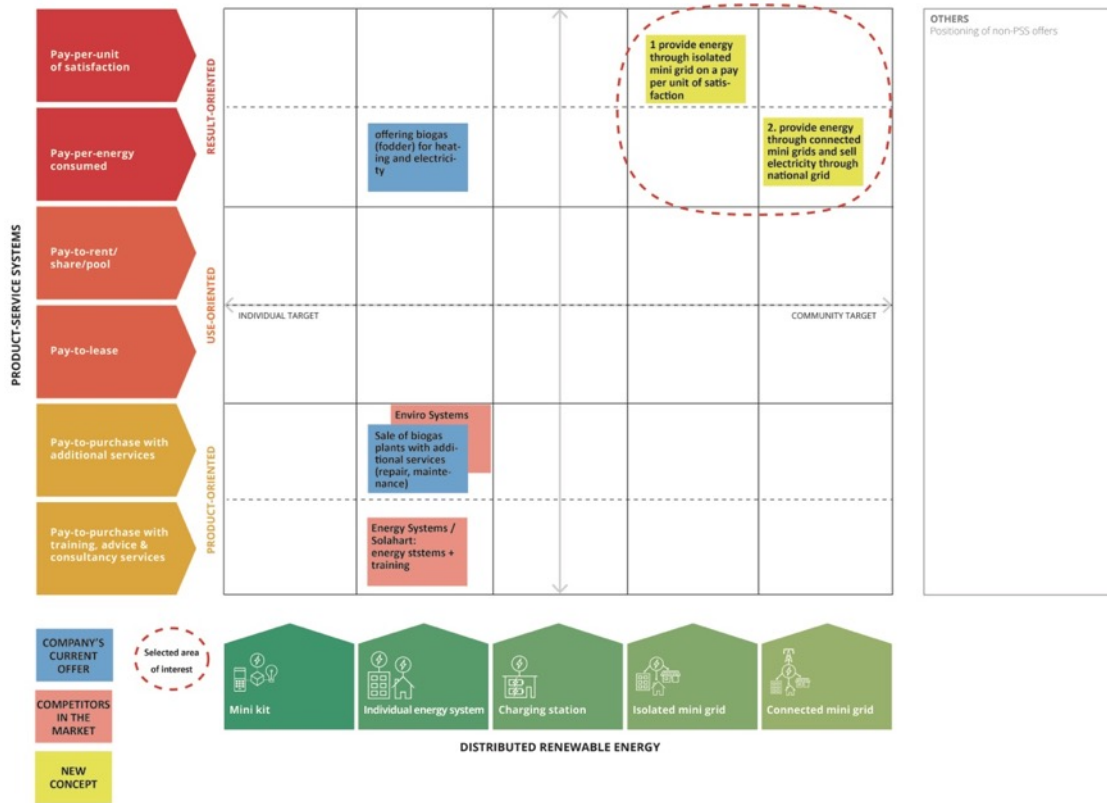 OTHERS
Positioning of non-PSS offers
PRODUCT-SERVICE SYSTEMS
Pay-per-unit
of satisfaction
Pay-per-energy
consumed
Pay-to-rent/
share/pool
Pay-to-lease
Pay-to-purchase with
additional services
Pay-to-purchase with
training, advice &
consultancy services
RESULT-ORIENTED
USE-ORIENTED
PRODUCT-ORIENTED
1 provide energy
through isolated
mini grid on a pay
per unit of satis-
faction
offering biogas
(fodder) for heat-
ing and electrici-
ty
2. provide energy
through connected
mini grids and sell
electricity through
national grid
INDIVIDUAL TARGET
COMMUNITY TARGET
Enviro Systems
Sale of biogas
plants with addi-
tional services
(repair, mainte-
nance)
Energy Systems /
Solahart:
energy ststems +
training
COMPANY'S
CURRENT
OFFER
COMPETITORS
IN THE
MARKET
NEW
CONCEPT
Selected area
of interest
Mini kit
Individual energy system
Charging station
Isolated mini grid
Connected mini grid
DISTRIBUTED RENEWABLE ENERGY